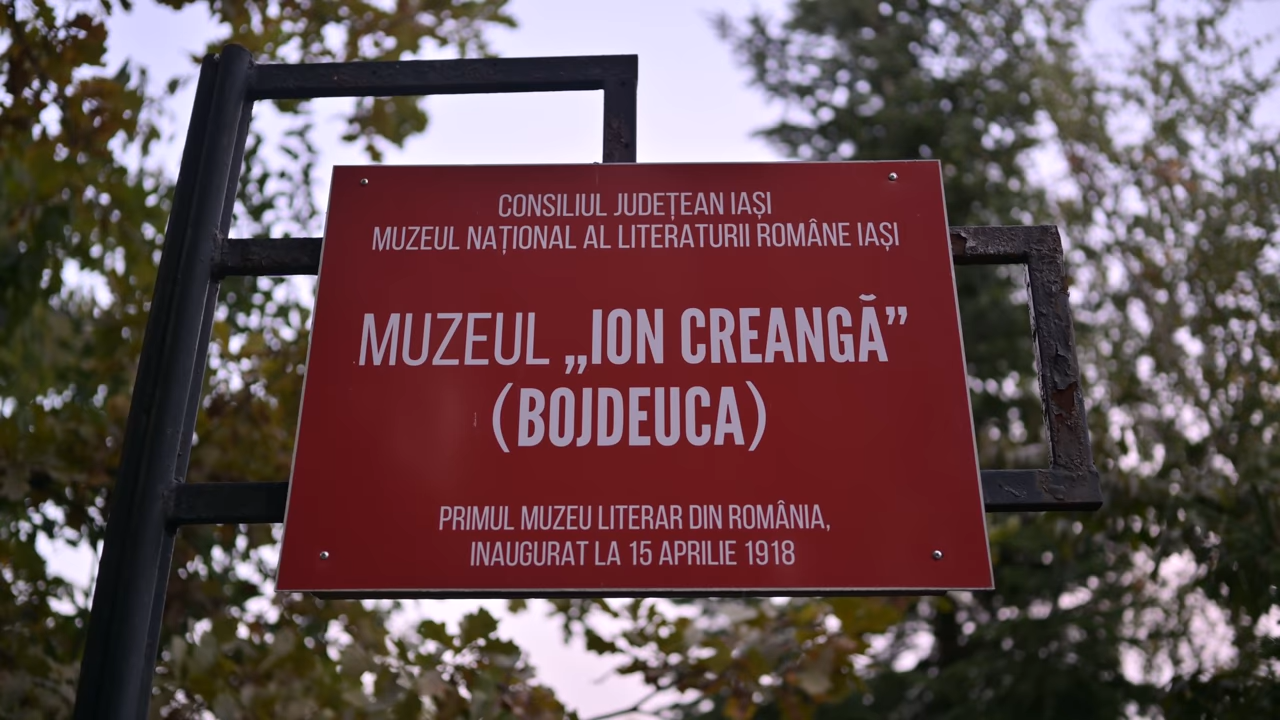 CONSILIUL JUDEȚEAN IAȘI
MUZEUL NAȚIONAL AL LITERATURII ROMÂNE IAȘI
MUZEUL „ION CREANGĂ”
(BOJDEUCA)
PRIMUL MUZEU LITERAR DIN ROMÂNIA,
INAUGURAT LA 15 APRILIE 1918